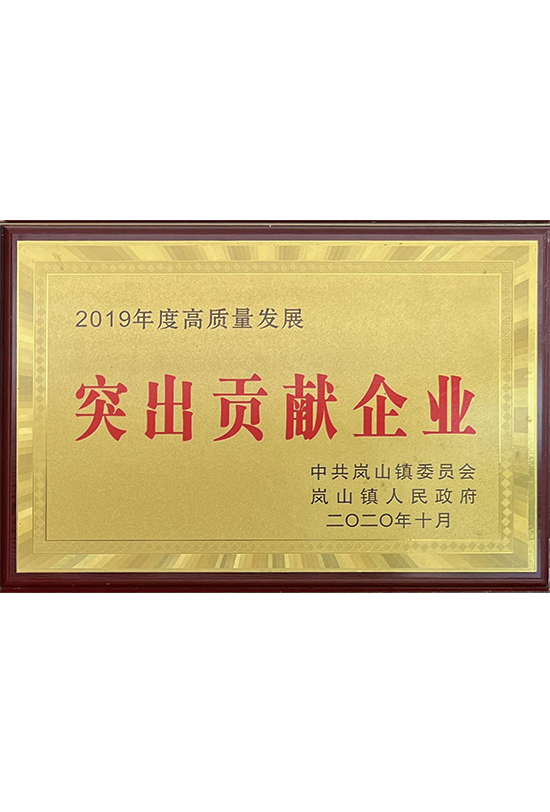 2019年度高质量发展
突出贡献企业
中共岚山镇委员会
岚山镇人民政府
二〇二〇年十月